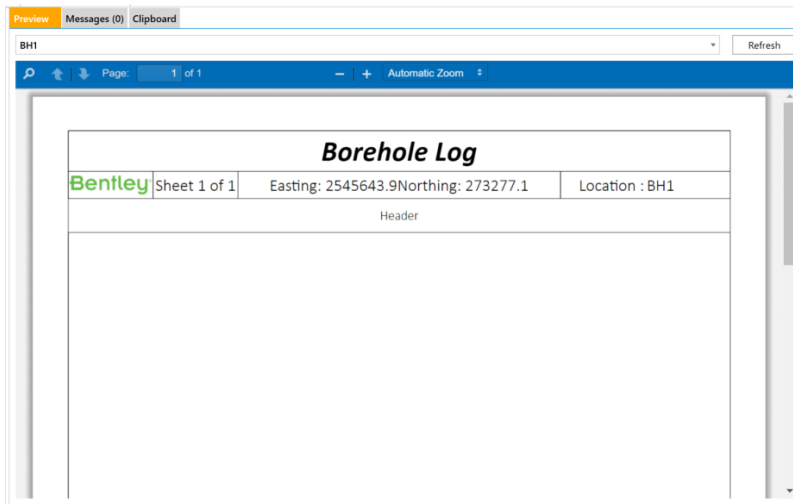 Preview Messages (0) Clipboard
BH1 Refresh
Page: 1 of 1 Automatic Zoom
Borehole Log
Bentley Sheet 1 of 1 Easting: 2545643.9Northing: 273277.1 Location : BH1
Header